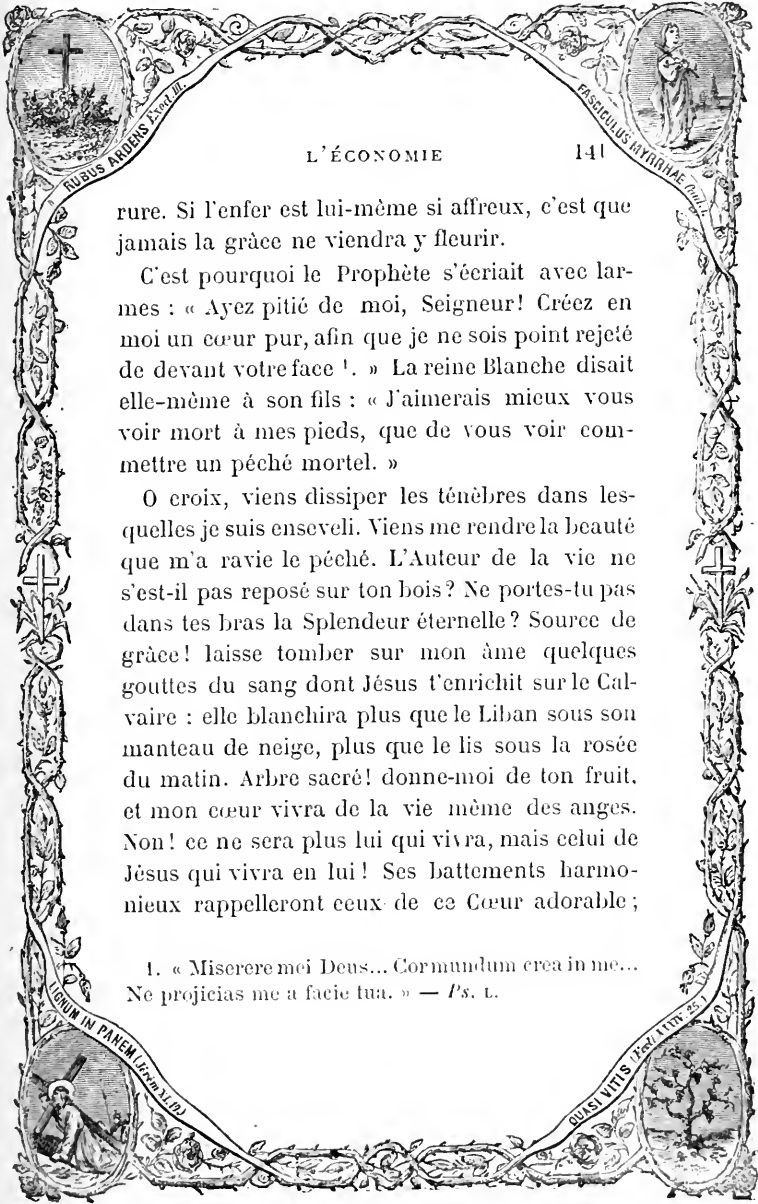 L'ÉCONOMIE 141
RUBUS ARDENS Exod. III.
FASCICULUS MYRRHAE
rure. Si l'enfer est lui-même si affreux, c'est que
jamais la grâce ne viendra y fleurir.
C'est pourquoi le Prophète s'écriait avec lar-
mes : « Ayez pitié de moi, Seigneur! Créez en
moi un cœur pur, afin que je ne sois point rejeté
de devant votre face ¹. » La reine Blanche disait
elle-même à son fils : « J'aimerais mieux vous
voir mort à mes pieds, que de vous voir com-
mettre un péché mortel. »
O croix, viens dissiper les ténèbres dans les-
quelles je suis enseveli. Viens me rendre la beauté
que m'a ravie le péché. L'Auteur de la vie ne
s'est-il pas reposé sur ton bois? Ne portes-tu pas
dans tes bras la Splendeur éternelle? Source de
grâce! laisse tomber sur mon âme quelques
gouttes du sang dont Jésus t'enrichit sur le Cal-
vaire : elle blanchira plus que le Liban sous son
manteau de neige, plus que le lis sous la rosée
du matin. Arbre sacré! donne-moi de ton fruit,
et mon cœur vivra de la vie même des anges.
Non! ce ne sera plus lui qui vivra, mais celui de
Jésus qui vivra en lui! Ses battements harmo-
nieux rappelleront ceux de ce Cœur adorable;
1. « Miserere mei Deus... Cor mundum crea in me...
Ne projicias me a facie tua. » — Ps. L.
LIGNUM IN PANEM (Jérém XI.19.)
QUASI VITIS (Eccli XXIV. 25.)